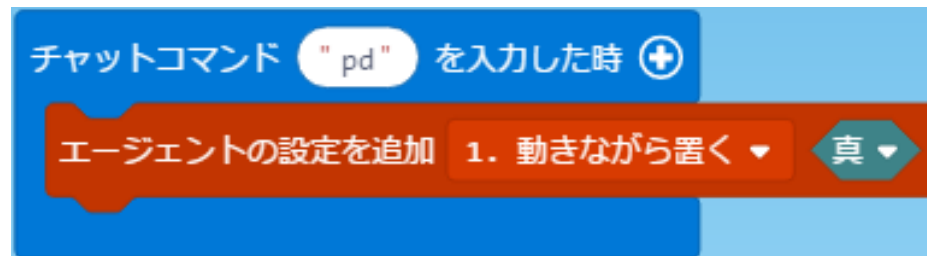 チャットコマンド "pd" を入力した時
エージェントの設定を追加 1. 動きながら置く 真